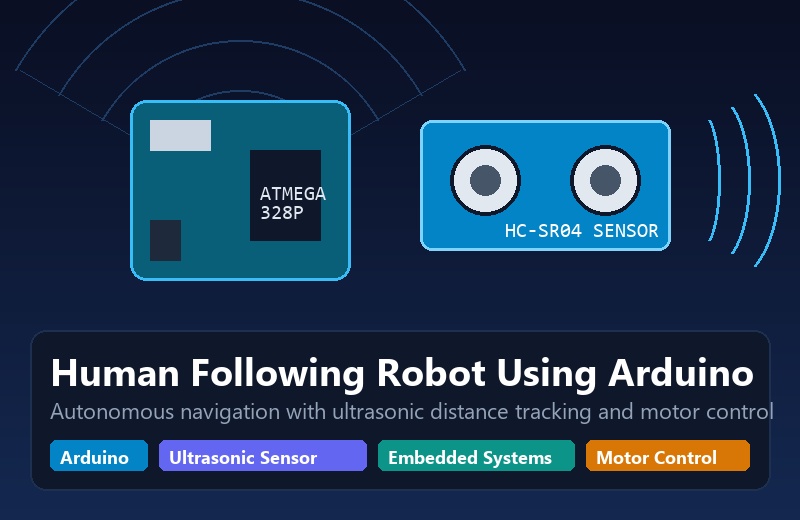 ATMEGA
328P
HC-SR04 SENSOR
Human Following Robot Using Arduino
Autonomous navigation with ultrasonic distance tracking and motor control
Arduino
Ultrasonic Sensor
Embedded Systems
Motor Control